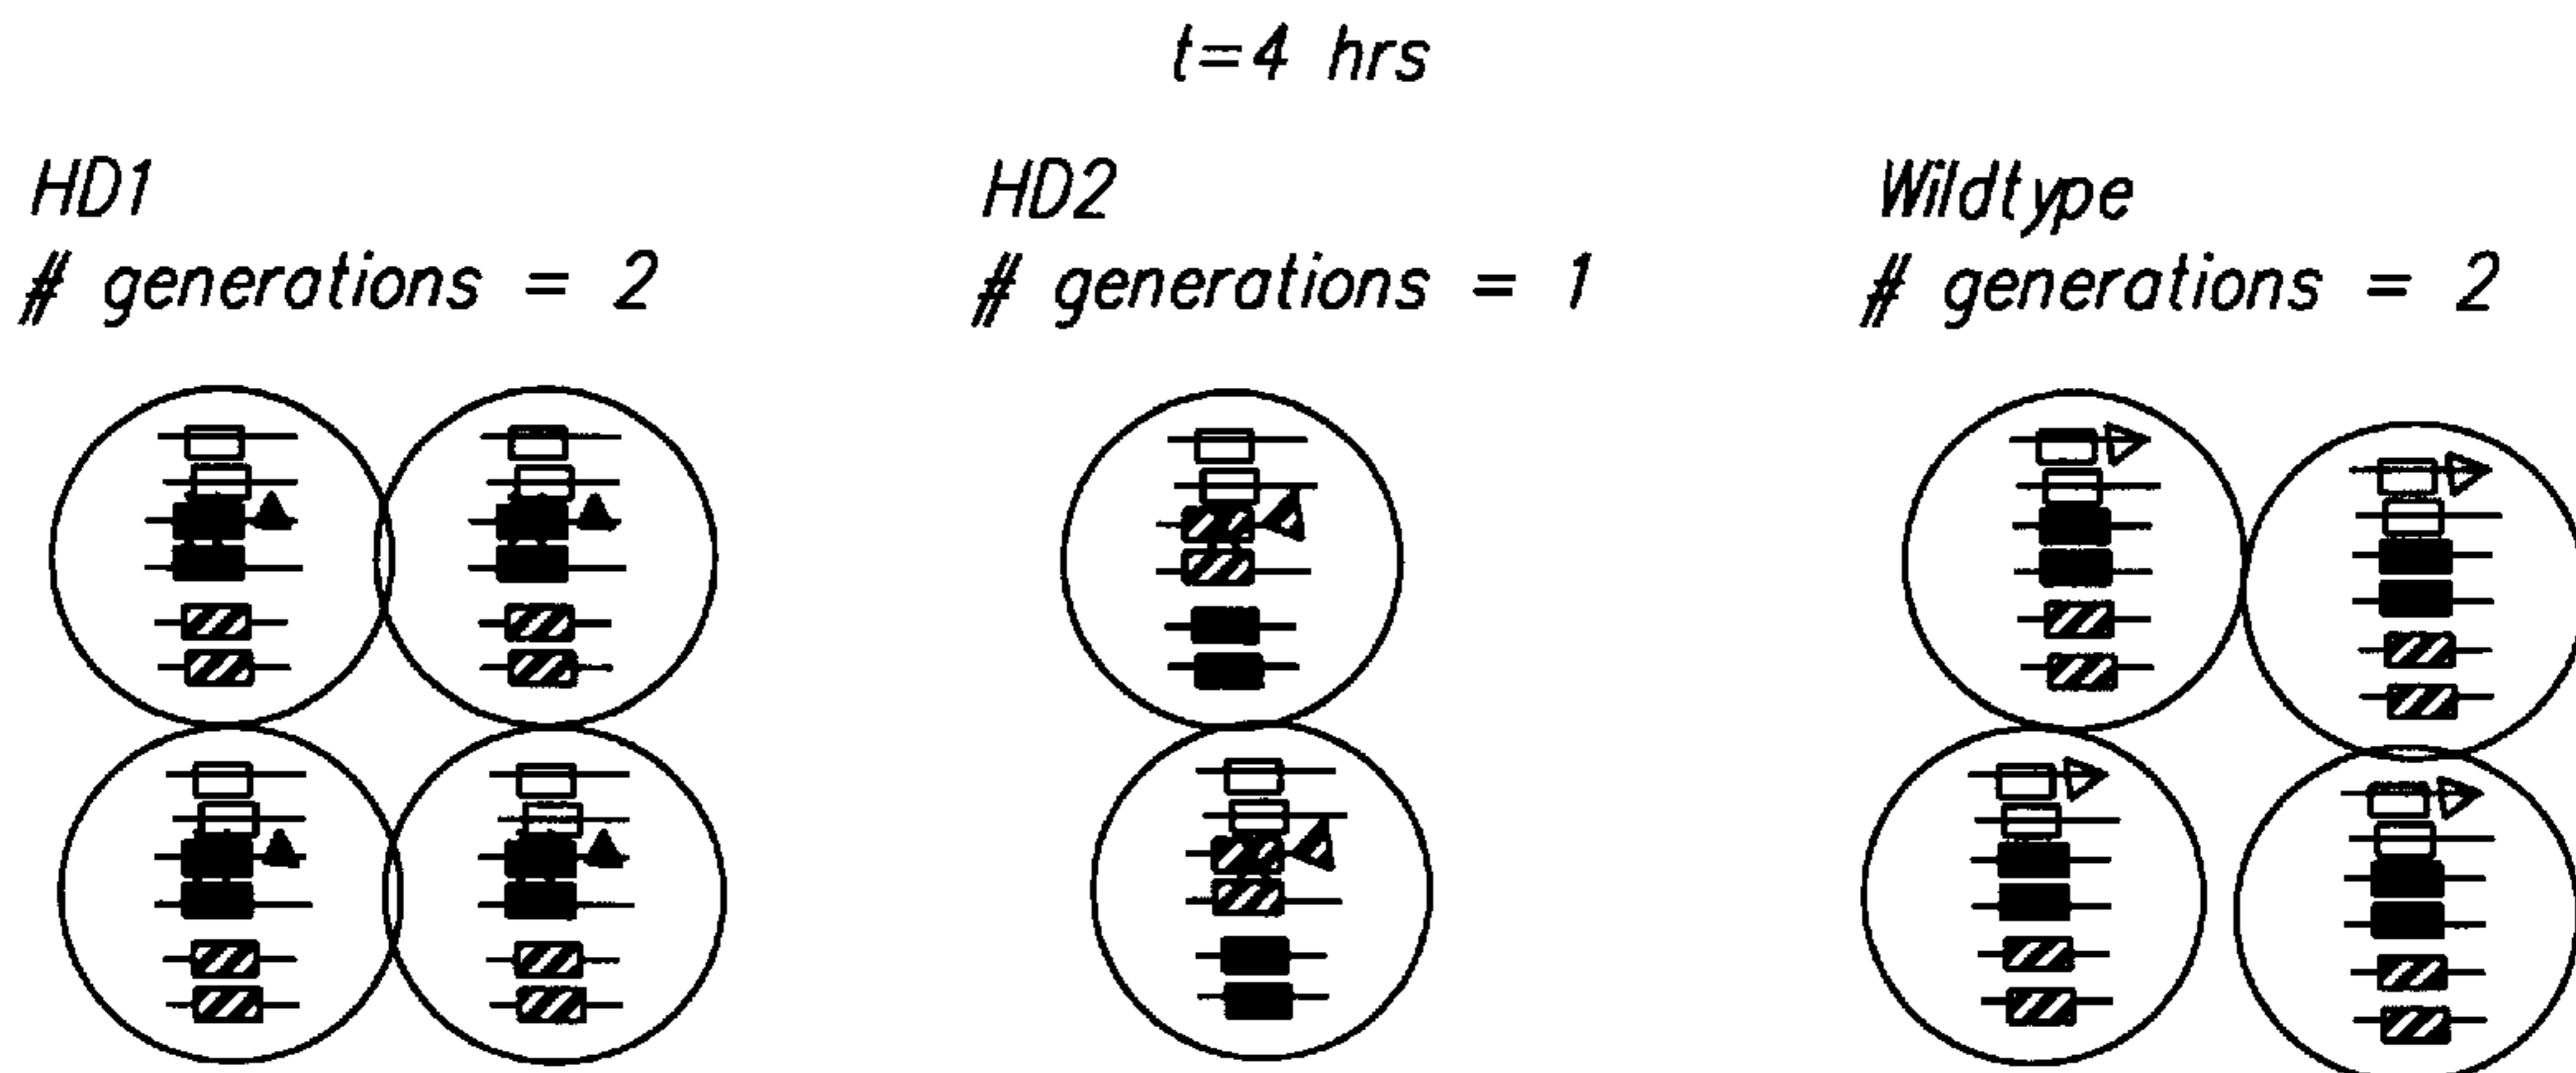 t=4 hrs
HD1
# generations = 2
HD2
# generations = 1
Wildtype
# generations = 2